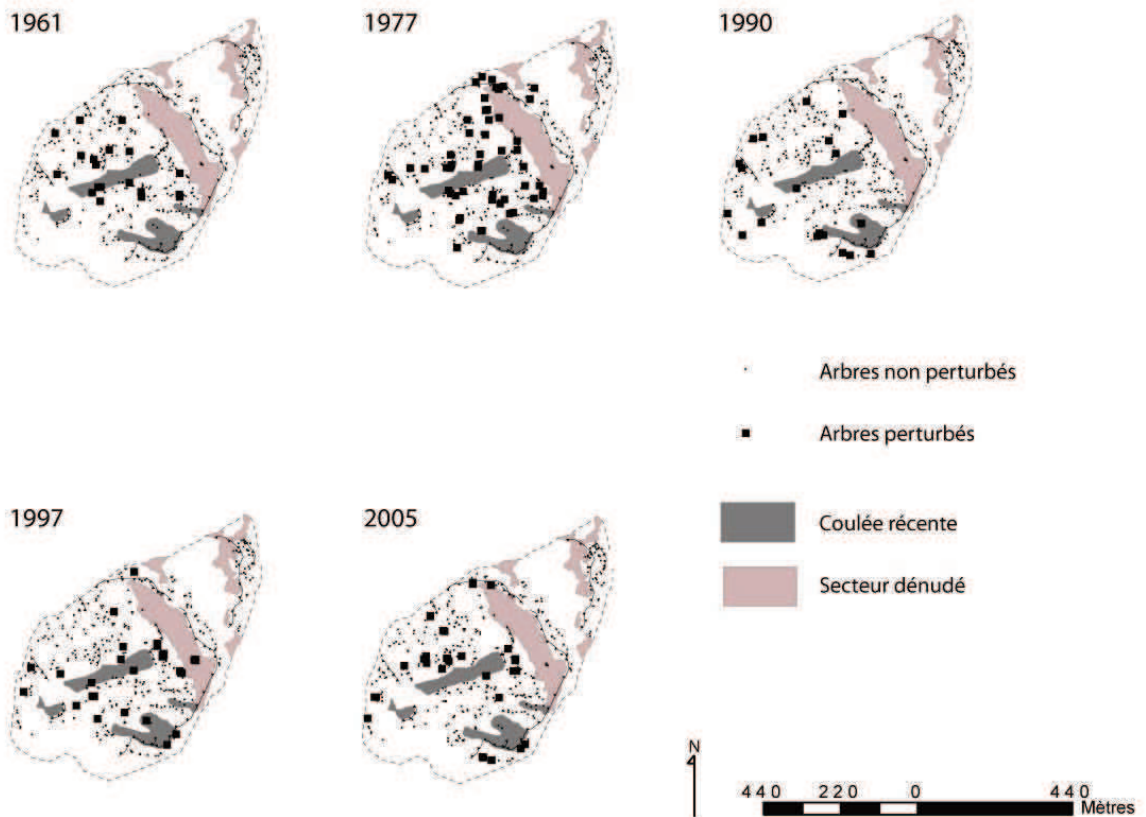 1961
1977
1990
Arbres non perturbés
Arbres perturbés
1997
2005
Coulée récente
Secteur dénudé
N
440 220 0 440
Mètres